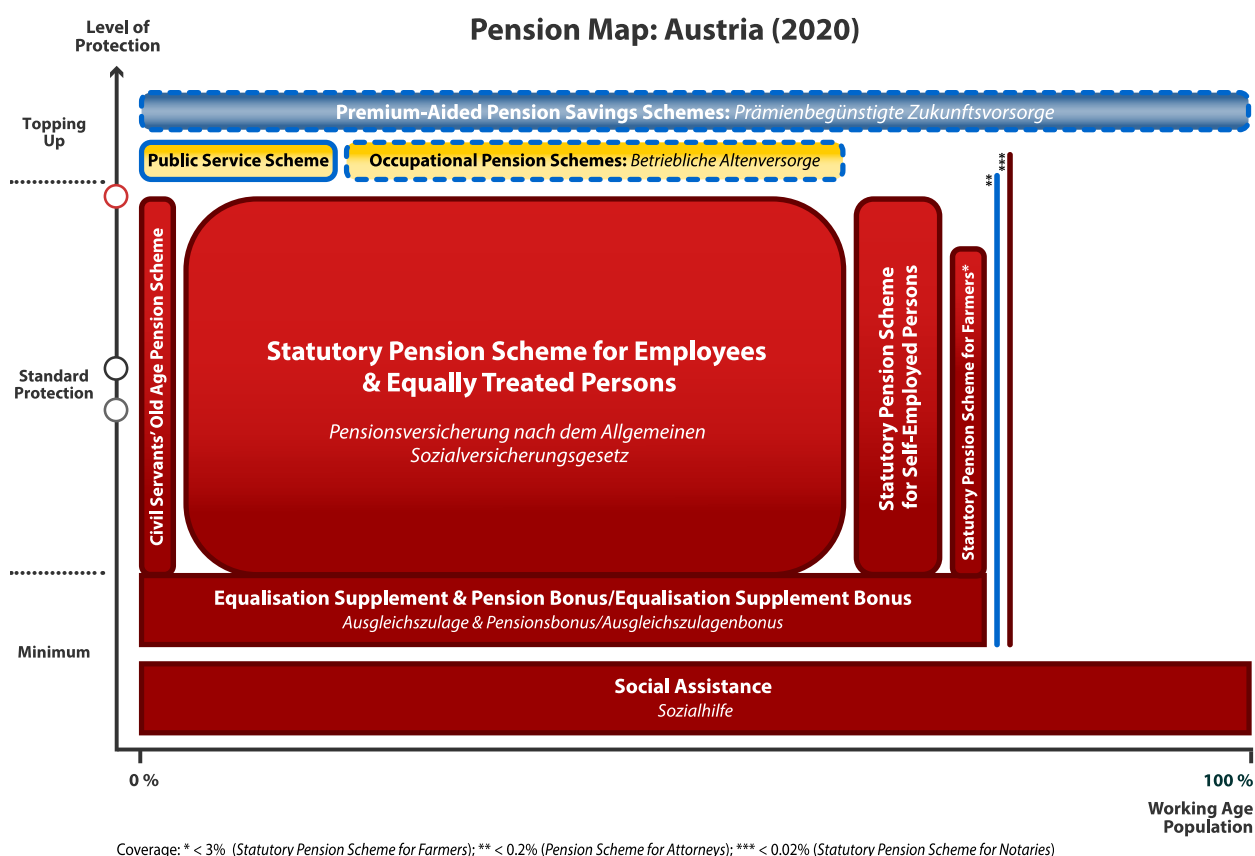 Pension Map: Austria (2020)
Level of
Protection
Topping
Up
Premium-Aided Pension Savings Schemes: Prämienbegünstigte Zukunftsvorsorge
Public Service Scheme
Occupational Pension Schemes: Betriebliche Altenversorge
**
***
Standard
Protection
Civil Servants' Old Age Pension Scheme
Statutory Pension Scheme for Employees
& Equally Treated Persons
Pensionsversicherung nach dem Allgemeinen
Sozialversicherungsgesetz
Statutory Pension Scheme
for Self-Employed Persons
Statutory Pension Scheme for Farmers*
Minimum
Equalisation Supplement & Pension Bonus/Equalisation Supplement Bonus
Ausgleichszulage & Pensionsbonus/Ausgleichszulagenbonus
Social Assistance
Sozialhilfe
0 %
100 %
Working Age
Population
Coverage: * < 3% (Statutory Pension Scheme for Farmers); ** < 0.2% (Pension Scheme for Attorneys); *** < 0.02% (Statutory Pension Scheme for Notaries)